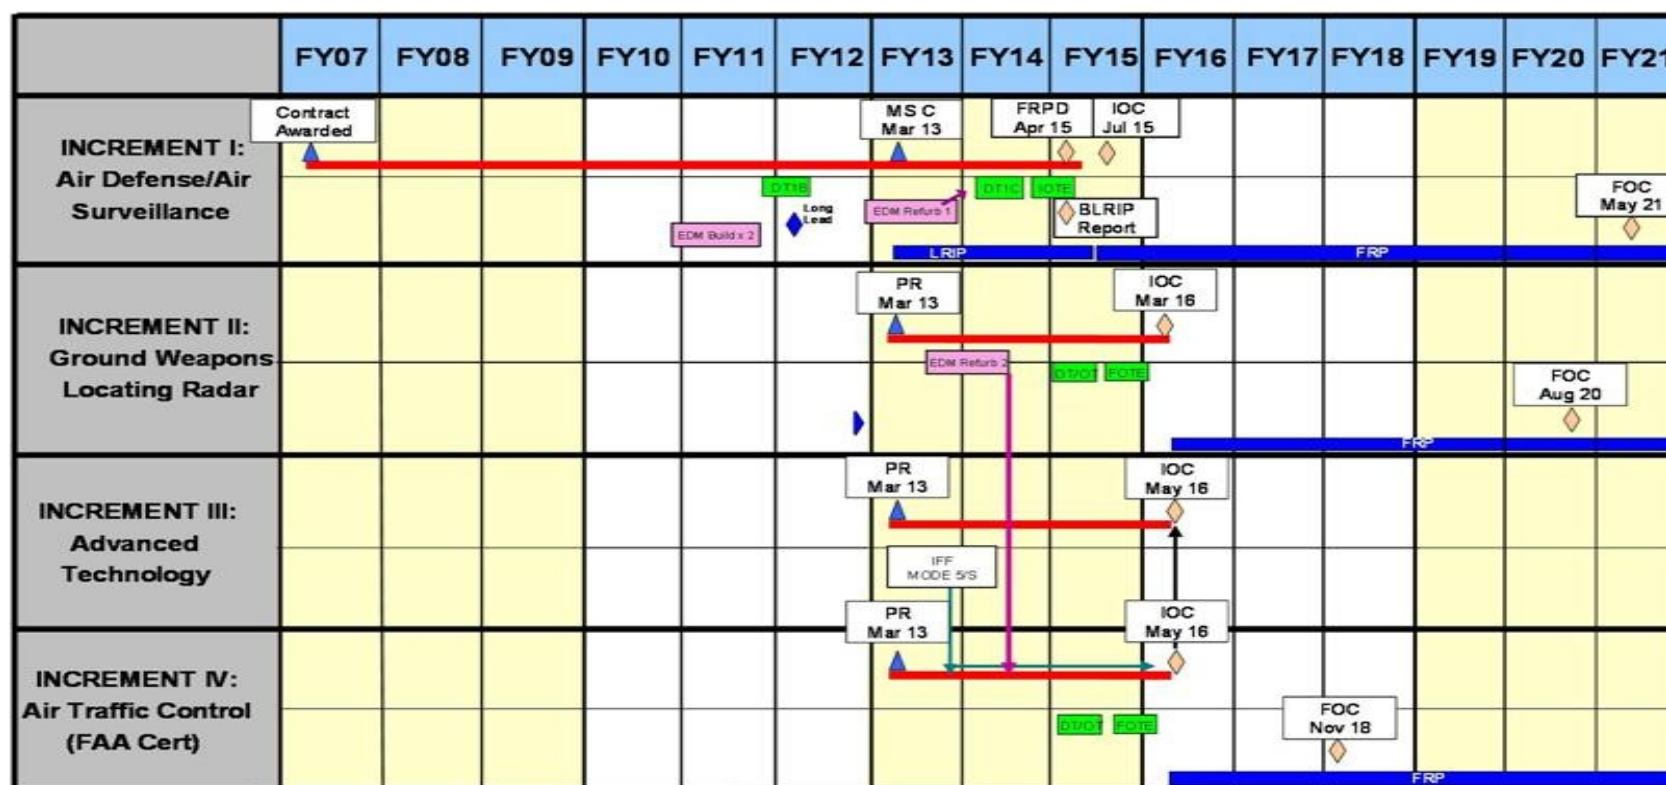 FY07 FY08 FY09 FY10 FY11 FY12 FY13 FY14 FY15 FY16 FY17 FY18 FY19 FY20 FY21
INCREMENT I:
Air Defense/Air
Surveillance
Contract
Awarded
MS C
Mar 13
FRPD
Apr 15
IOC
Jul 15
DT1B
DT1C
IOTE
Long
Lead
EDM Refurb 1
BLRIP
Report
EDM Build x 2
FOC
May 21
LRIP
FRP
INCREMENT II:
Ground Weapons
Locating Radar
PR
Mar 13
IOC
Mar 16
EDM Refurb 2
DT/OT
FOTE
FOC
Aug 20
FRP
INCREMENT III:
Advanced
Technology
PR
Mar 13
IOC
May 16
IFF
MODE 5/S
INCREMENT IV:
Air Traffic Control
(FAA Cert)
PR
Mar 13
IOC
May 16
DT/OT
FOTE
FOC
Nov 18
FRP